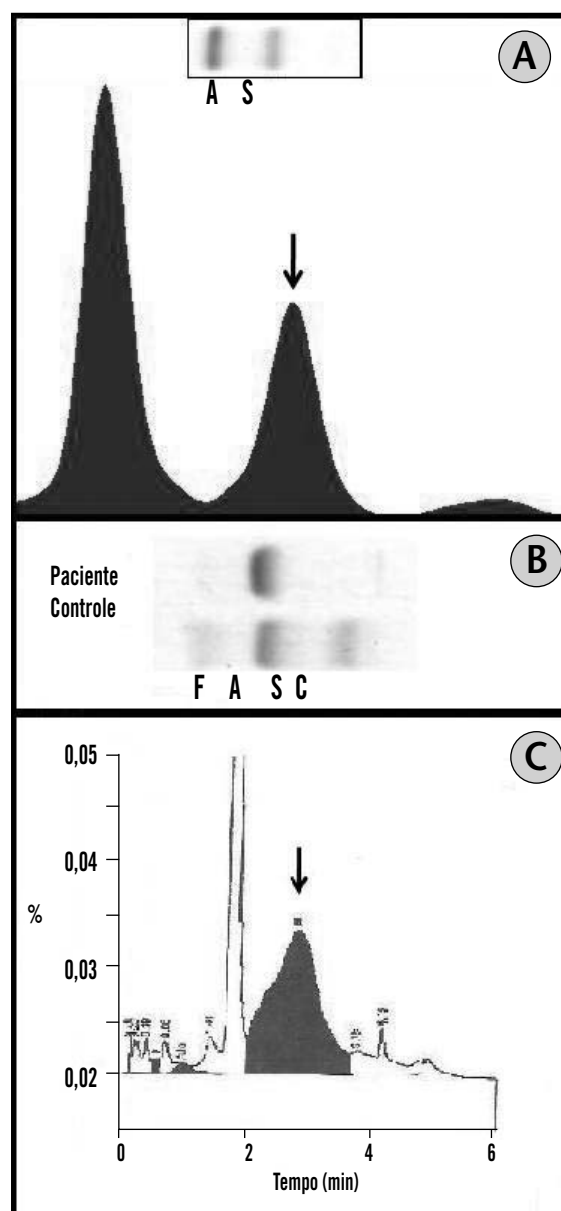 A
A S
B
Paciente
Controle
F A S C
C
0,05
0,04
%
0,03
0,02
0 2 4 6
Tempo (min)